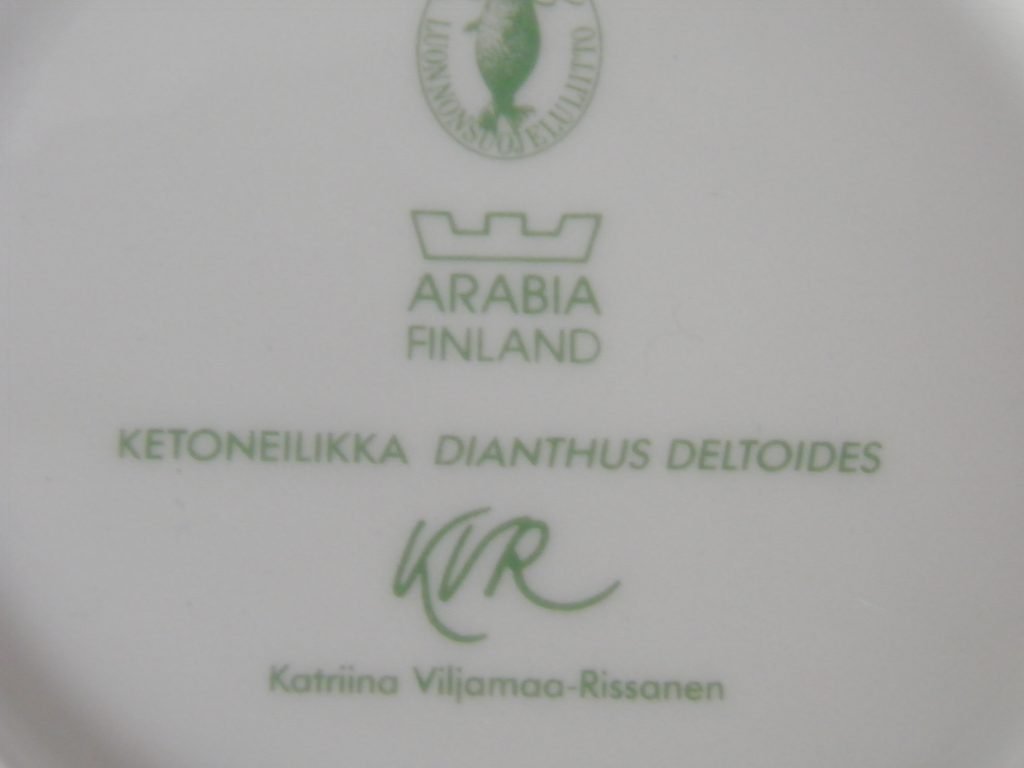 LUONNONSUOJELULIITTO
ARABIA
FINLAND
KETONEILIKKA DIANTHUS DELTOIDES
KVR
Katriina Viljamaa-Rissanen